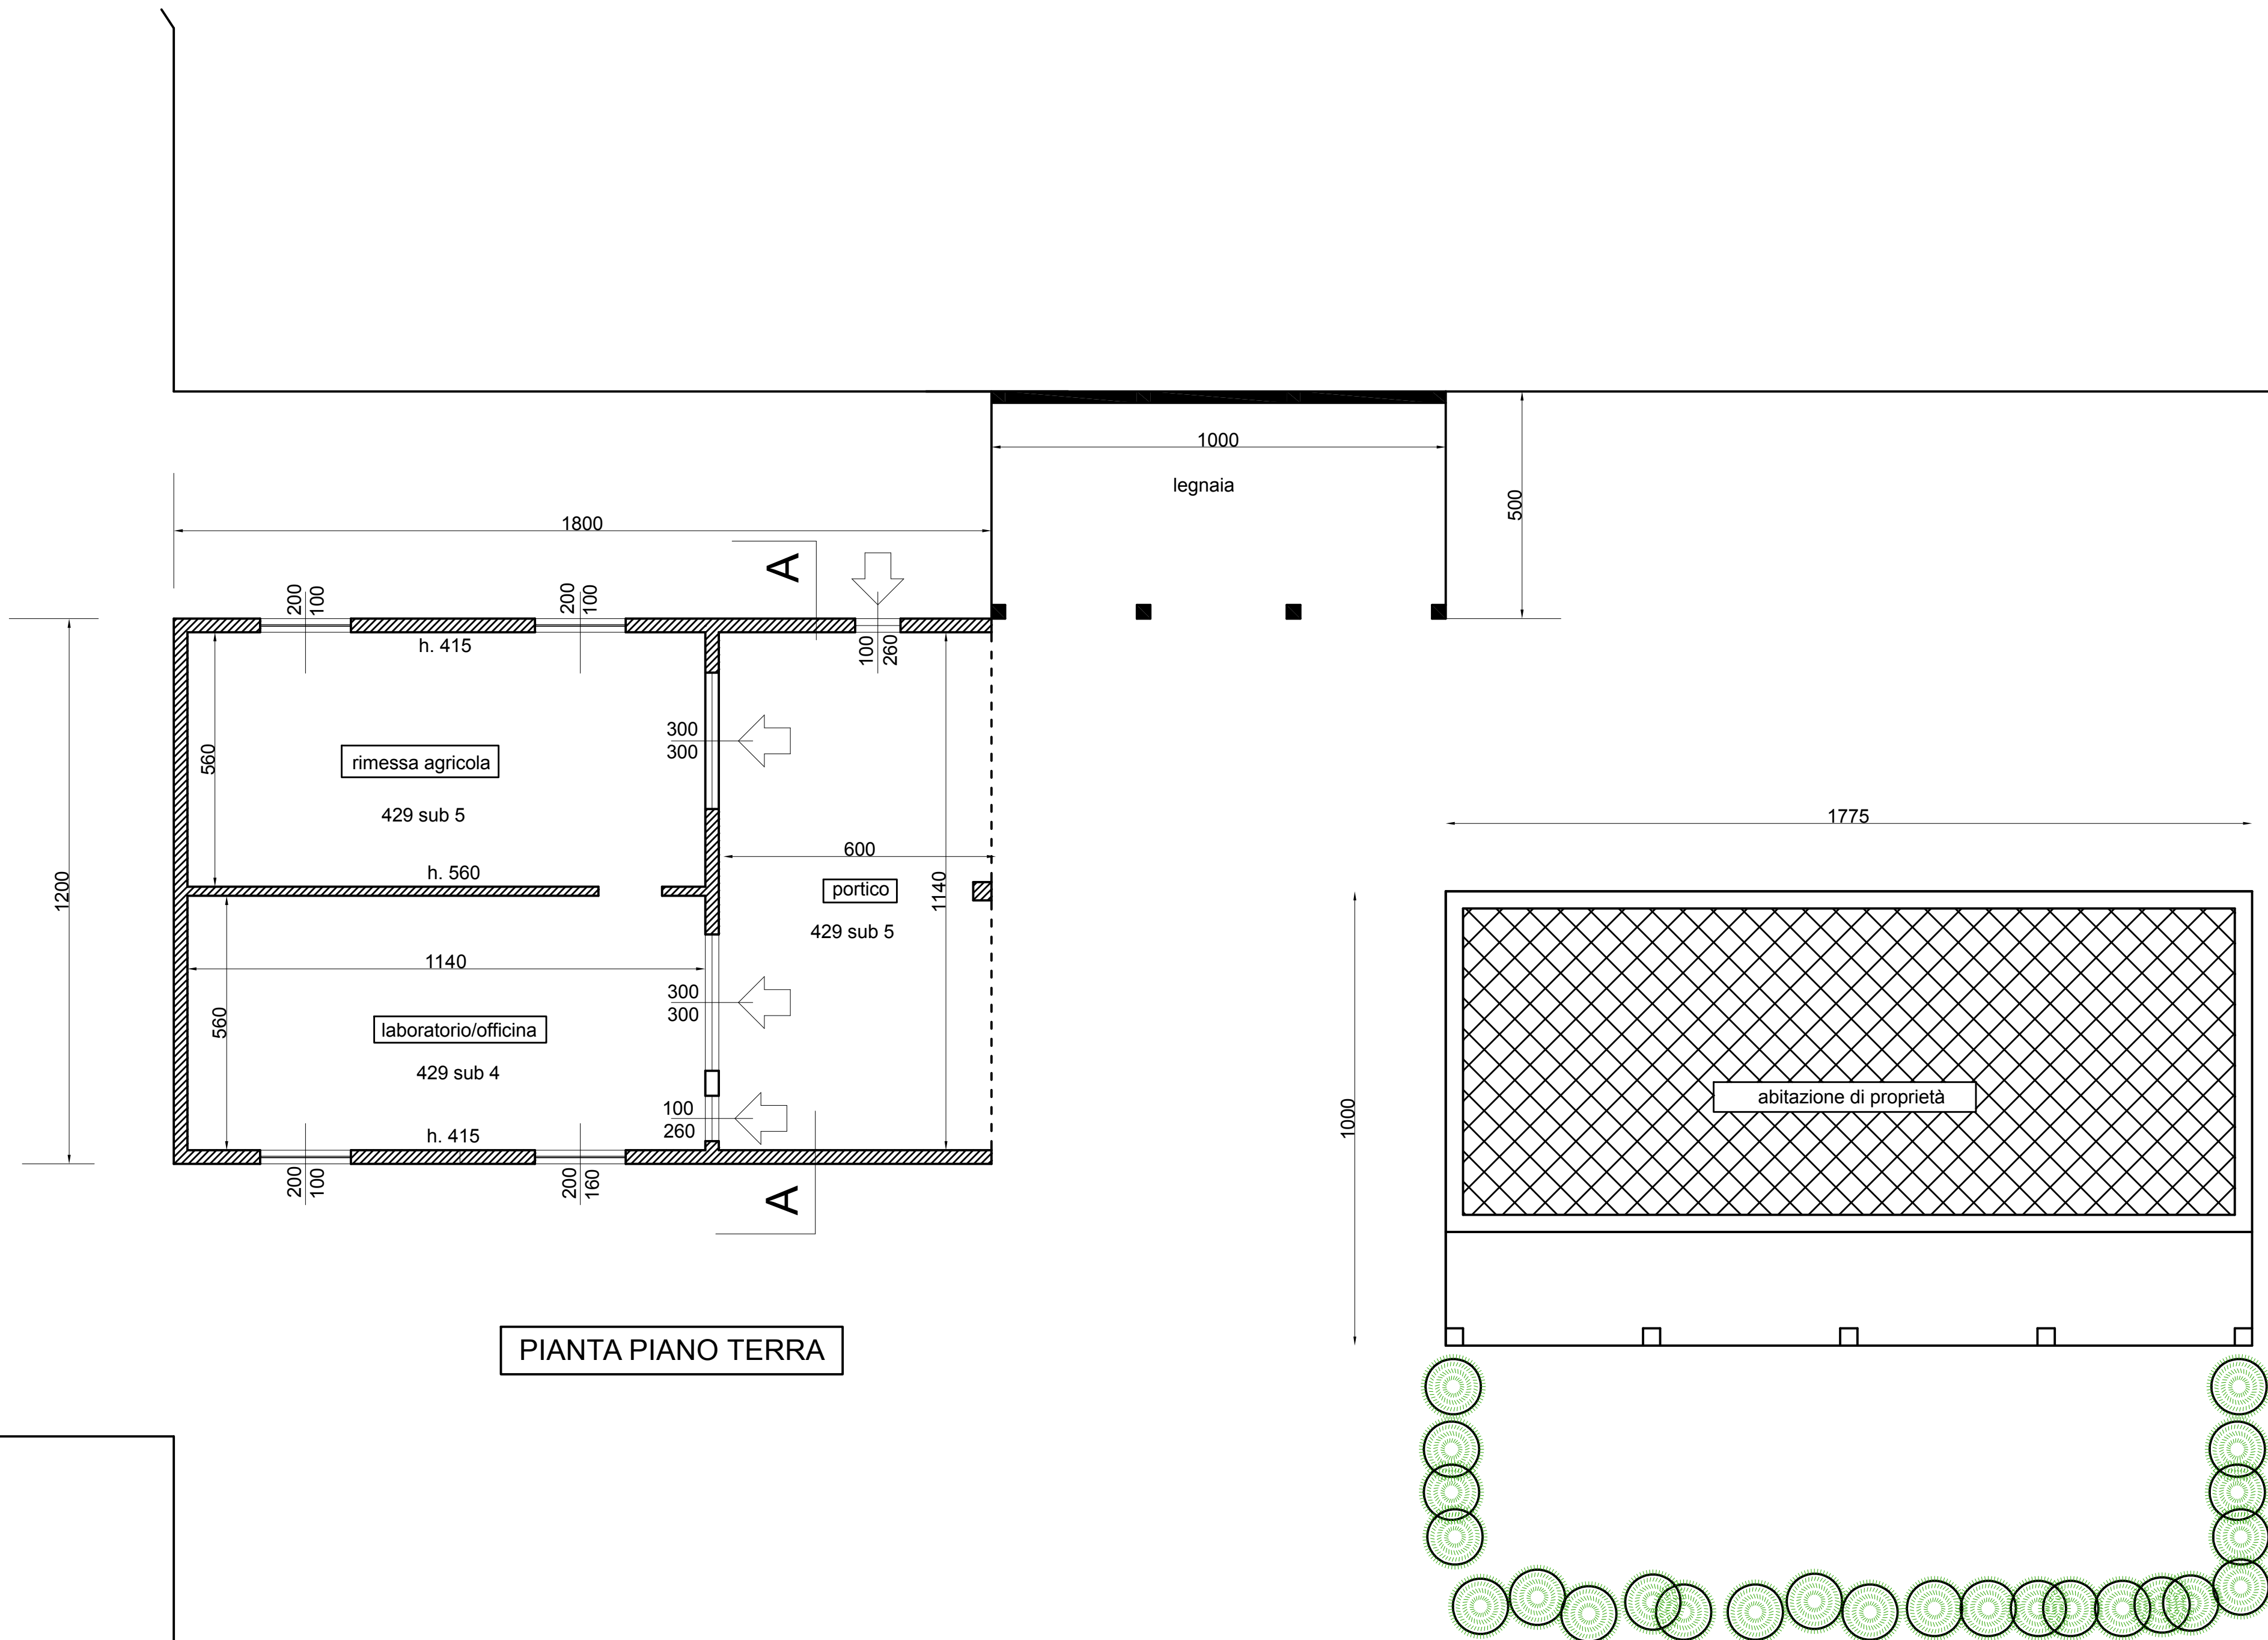 1000
legnaia
500
1800
A
200
100
200
100
h. 415
100
260
300
300
560
rimessa agricola
429 sub 5
1775
600
h. 560
portico
1140
1200
429 sub 5
1140
300
300
560
laboratorio/officina
429 sub 4
abitazione di proprietà
1000
100
260
h. 415
200
100
200
160
A
PIANTA PIANO TERRA